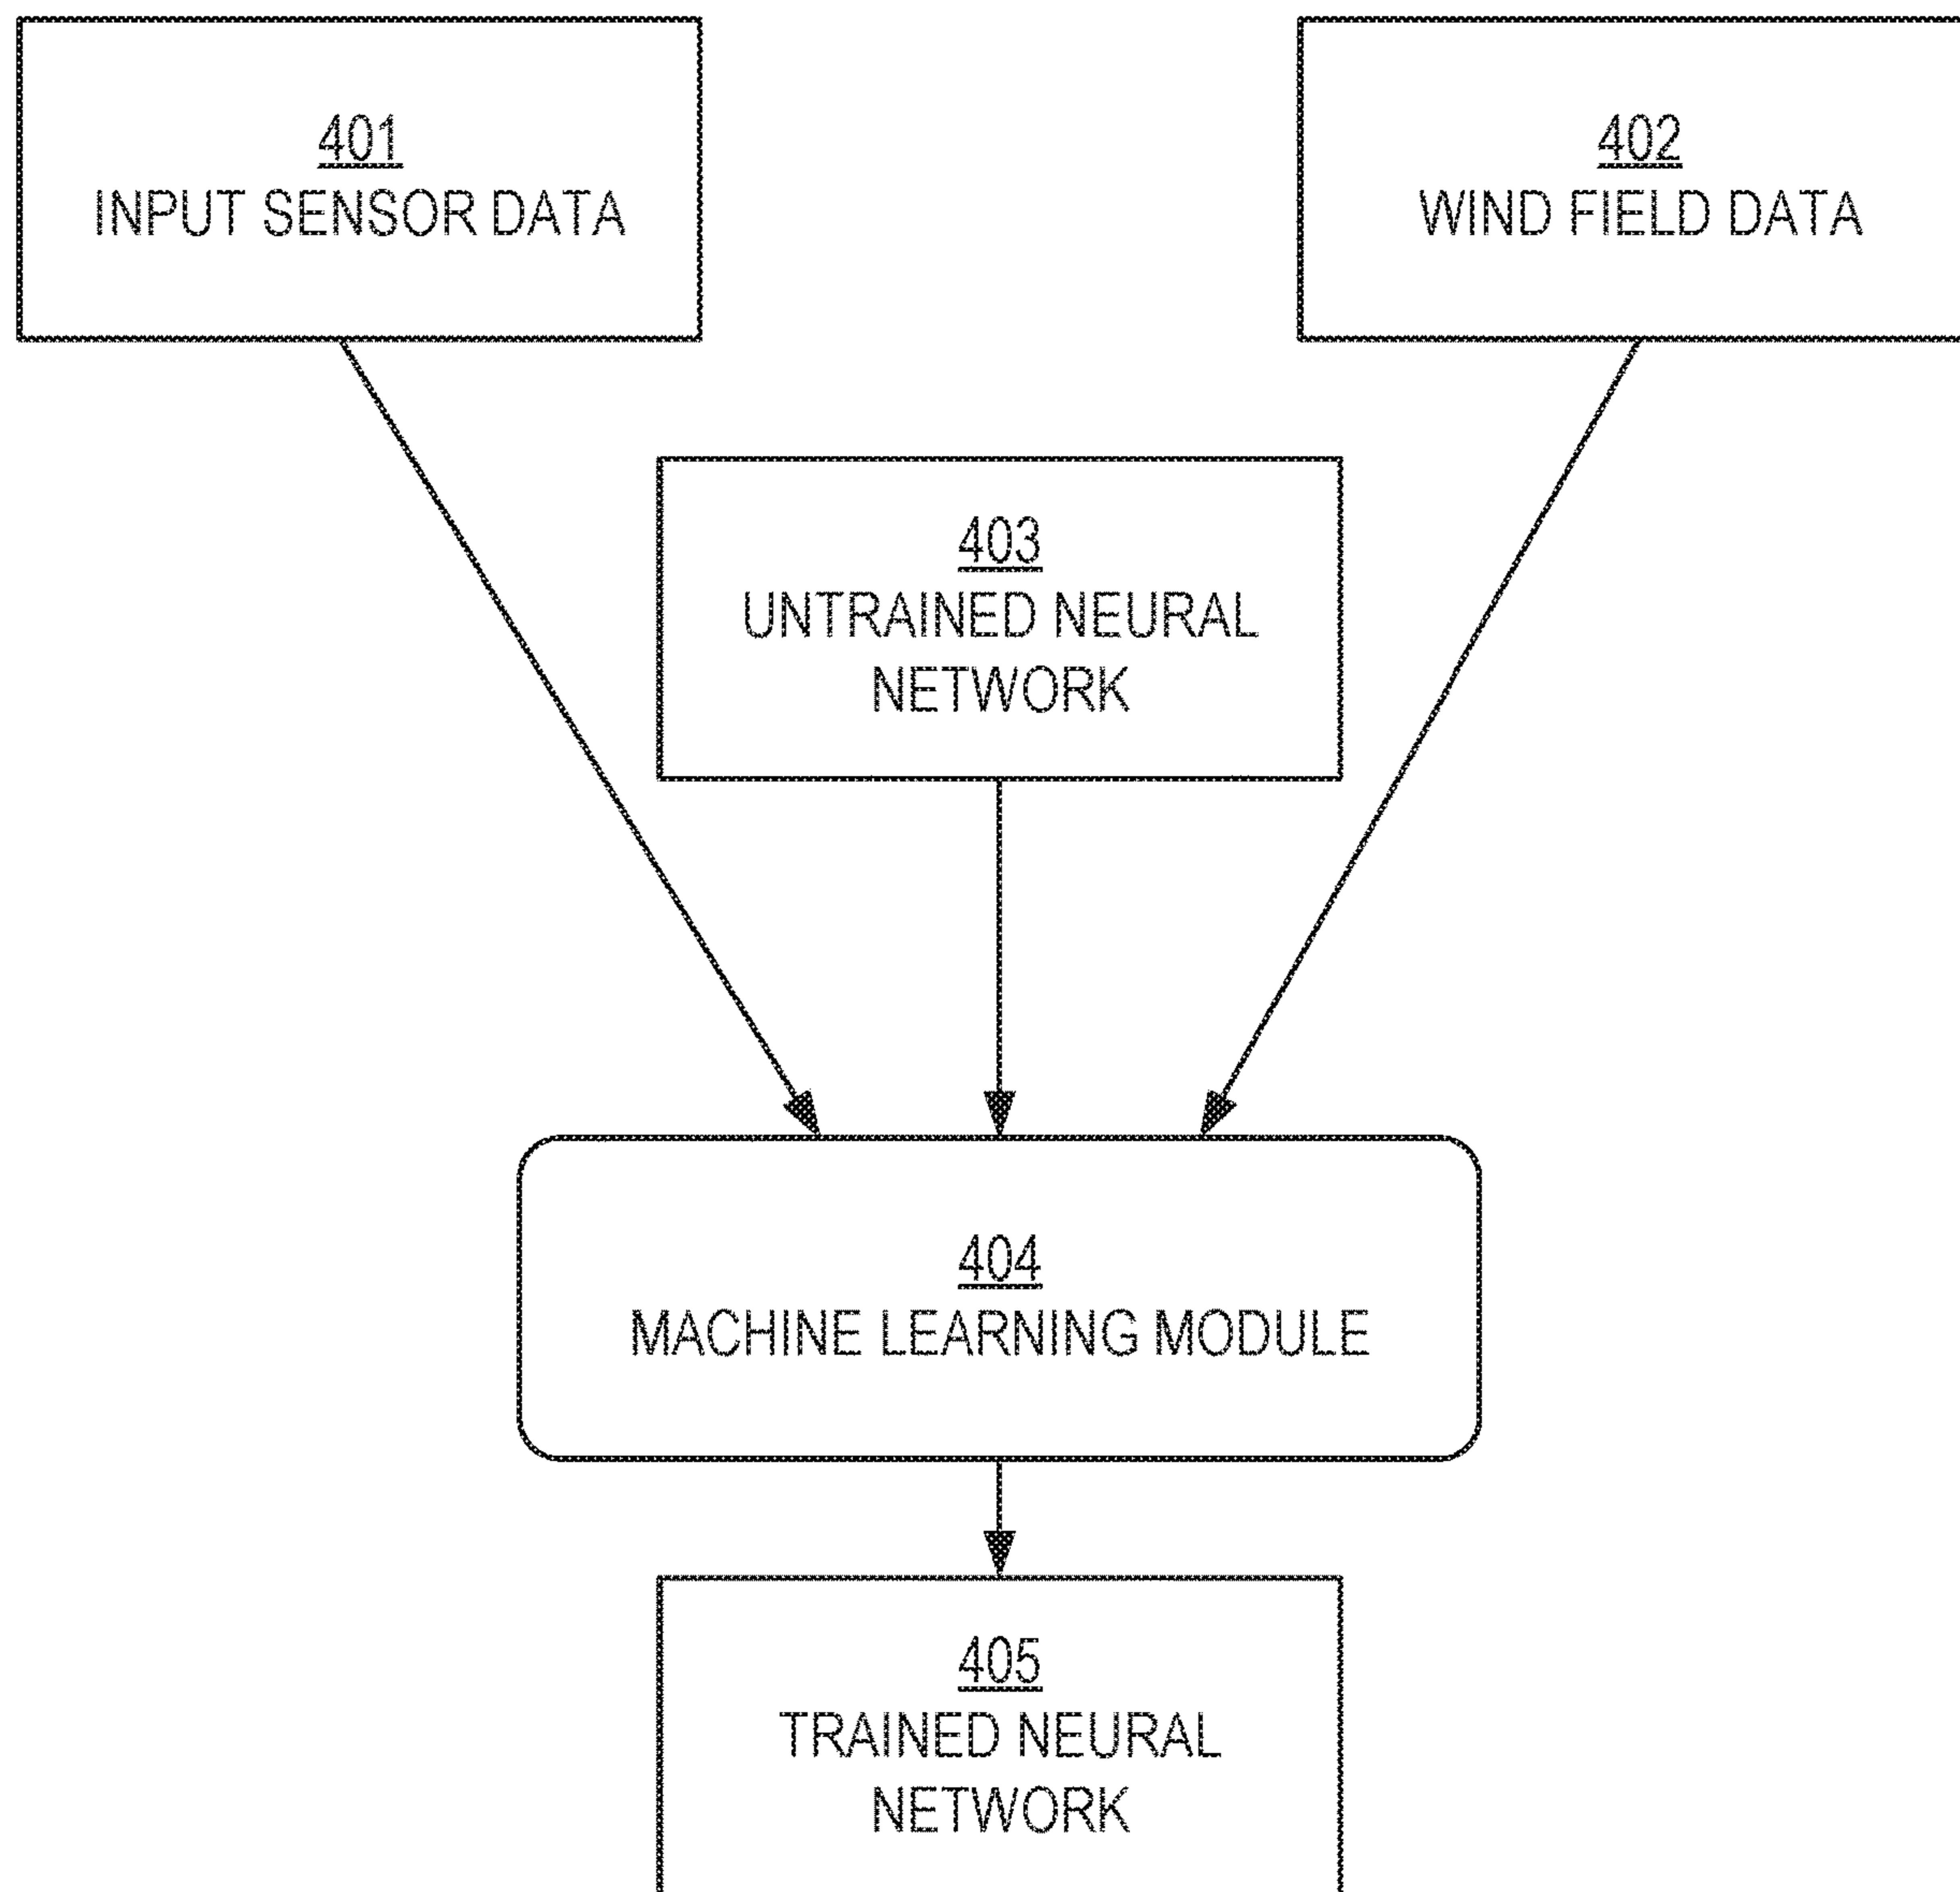 401
INPUT SENSOR DATA
402
WIND FIELD DATA
403
UNTRAINED NEURAL
NETWORK
404
MACHINE LEARNING MODULE
405
TRAINED NEURAL
NETWORK